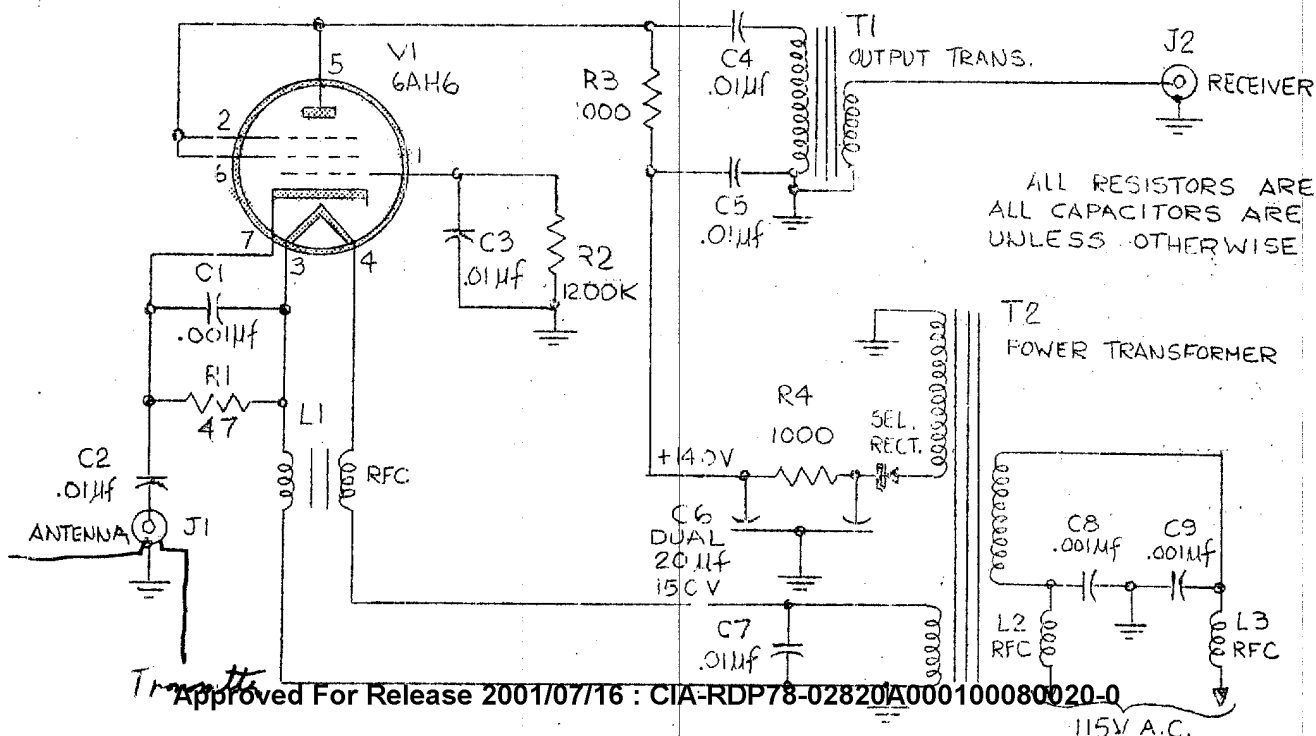 V1
6AH6
5
2
6
1
7
3
4
C1
.001µf
R1
47
C2
.01µf
ANTENNA
J1
L1
RFC
C3
.01µf
R2
1200K
R3
1000
C4
.01µf
C5
.01µf
T1
OUTPUT TRANS.
J2
RECEIVER
ALL RESISTORS ARE
ALL CAPACITORS ARE
UNLESS OTHERWISE
T2
POWER TRANSFORMER
R4
1000
SEL.
RECT.
+140V
C6
DUAL
20µf
150V
C7
.01µf
C8
.001µf
C9
.001µf
L2
RFC
L3
RFC
115V A.C.
Approved For Release 2001/07/16 : CIA-RDP78-02820A000100080020-0